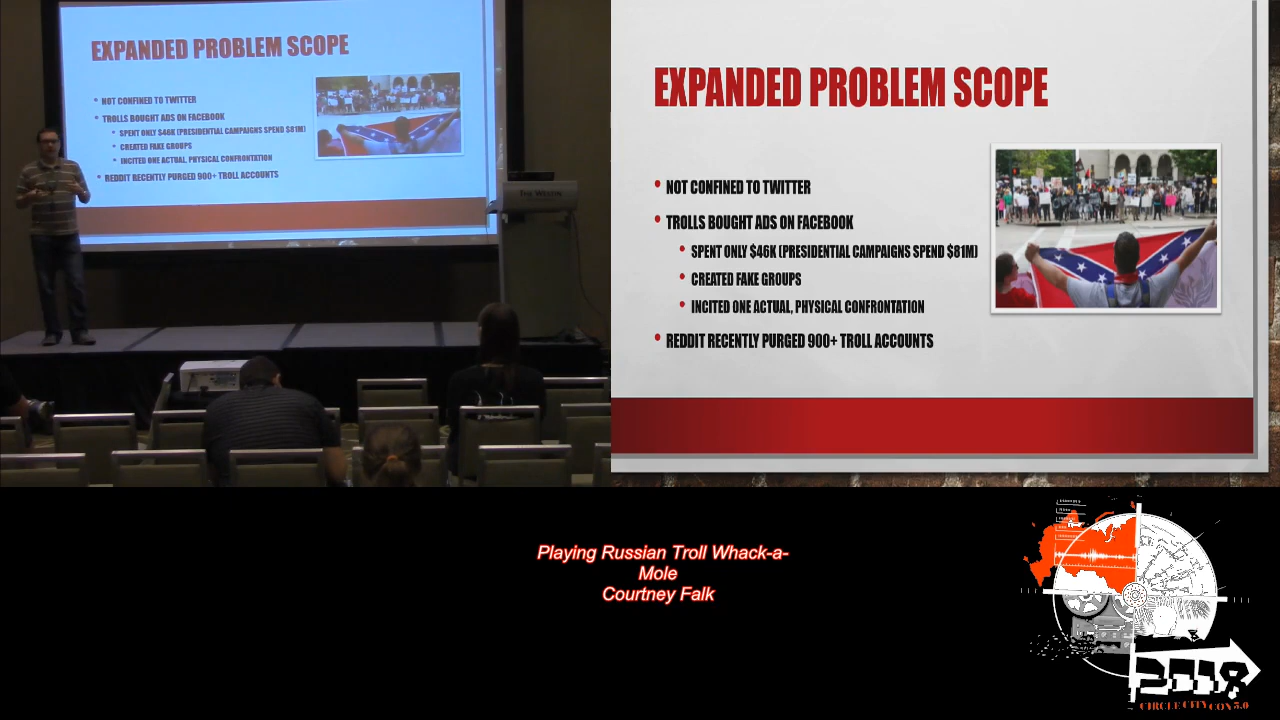 EXPANDED PROBLEM SCOPE
NOT CONFINED TO TWITTER
TROLLS BOUGHT ADS ON FACEBOOK
SPENT ONLY $46K (PRESIDENTIAL CAMPAIGNS SPEND $81M)
CREATED FAKE GROUPS
INCITED ONE ACTUAL, PHYSICAL CONFRONTATION
REDDIT RECENTLY PURGED 900+ TROLL ACCOUNTS
THE WESTIN
EXPANDED PROBLEM SCOPE
NOT CONFINED TO TWITTER
TROLLS BOUGHT ADS ON FACEBOOK
SPENT ONLY $46K (PRESIDENTIAL CAMPAIGNS SPEND $81M)
CREATED FAKE GROUPS
INCITED ONE ACTUAL, PHYSICAL CONFRONTATION
REDDIT RECENTLY PURGED 900+ TROLL ACCOUNTS
Playing Russian Troll Whack-a-
Mole
Courtney Falk
2018
CIRCLE CITY CON 5.0